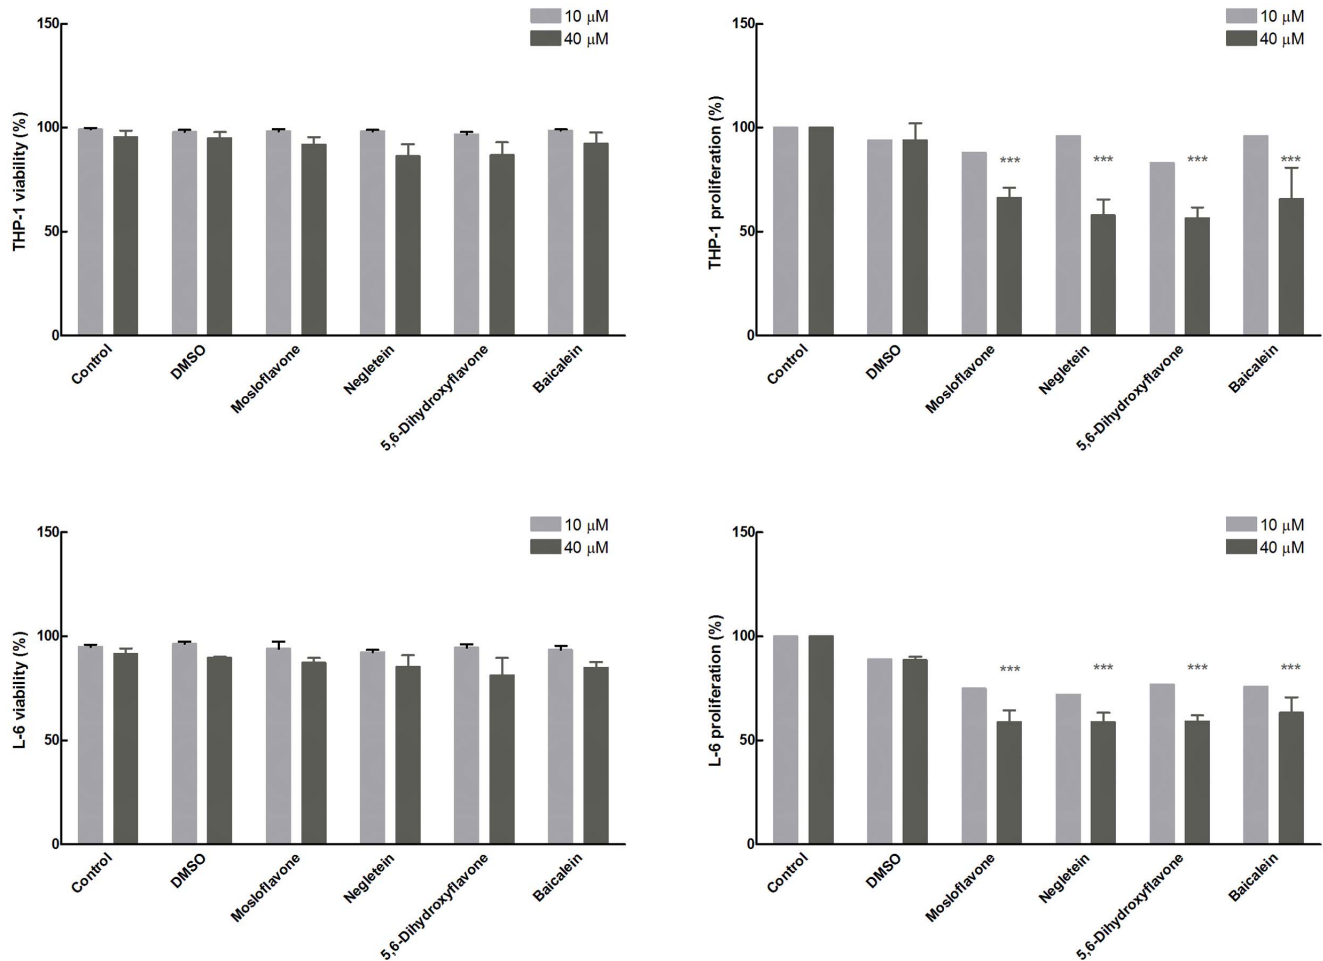 150
100
50
0
THP-1 viability (%)
10 μM
40 μM
Control
DMSO
Mosloflavone
Negletein
5,6-Dihydroxyflavone
Baicalein
150
100
50
0
THP-1 proliferation (%)
10 μM
40 μM
***
***
***
***
Control
DMSO
Mosloflavone
Negletein
5,6-Dihydroxyflavone
Baicalein
150
100
50
0
L-6 viability (%)
10 μM
40 μM
Control
DMSO
Mosloflavone
Negletein
5,6-Dihydroxyflavone
Baicalein
150
100
50
0
L-6 proliferation (%)
10 μM
40 μM
***
***
***
***
Control
DMSO
Mosloflavone
Negletein
5,6-Dihydroxyflavone
Baicalein